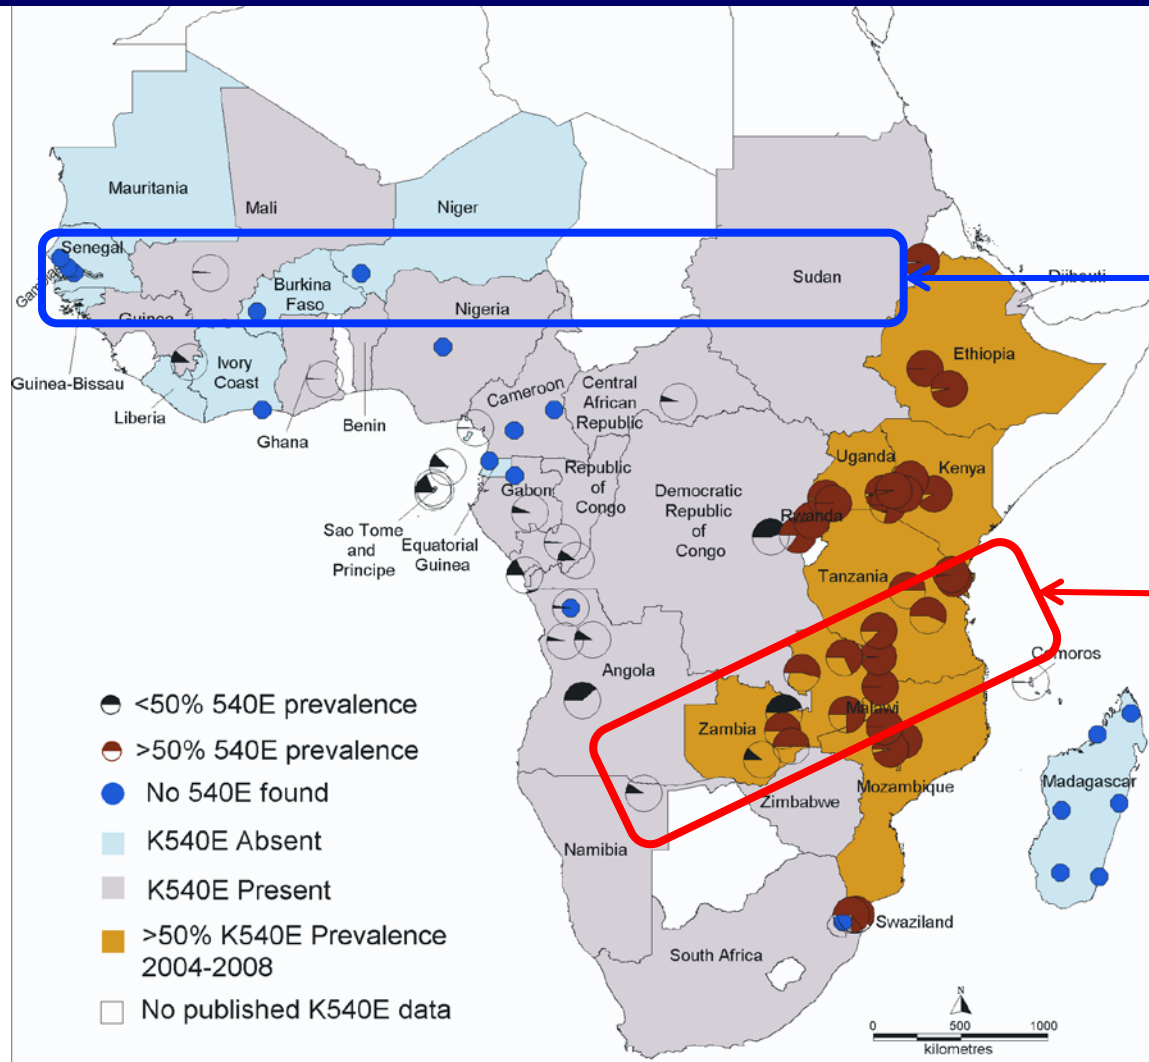 Mauritania
Mali
Niger
Senegal
Gambia
Burkina
Faso
Sudan
Djibouti
Guinea
Nigeria
Ivory
Coast
Ethiopia
Guinea-Bissau
Liberia
Ghana
Benin
Cameroon
Central
African
Republic
Uganda
Kenya
Republic
of
Congo
Gabon
Democratic
Republic
of
Congo
Rwanda
Sao Tome
and
Principe
Equatorial
Guinea
Tanzania
Comoros
Angola
Zambia
Malawi
Madagascar
Mozambique
Zimbabwe
Namibia
Swaziland
South Africa
<50% 540E prevalence
>50% 540E prevalence
No 540E found
K540E Absent
K540E Present
>50% K540E Prevalence
2004-2008
No published K540E data
N
0 500 1000
kilometres